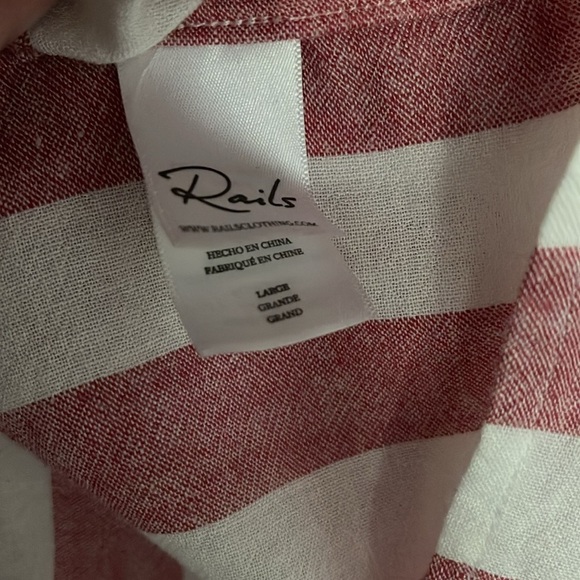 Rails
WWW.RAILSCLOTHING.COM
HECHO EN CHINA
FABRIQUÉ EN CHINE
LARGE
GRANDE
GRAND